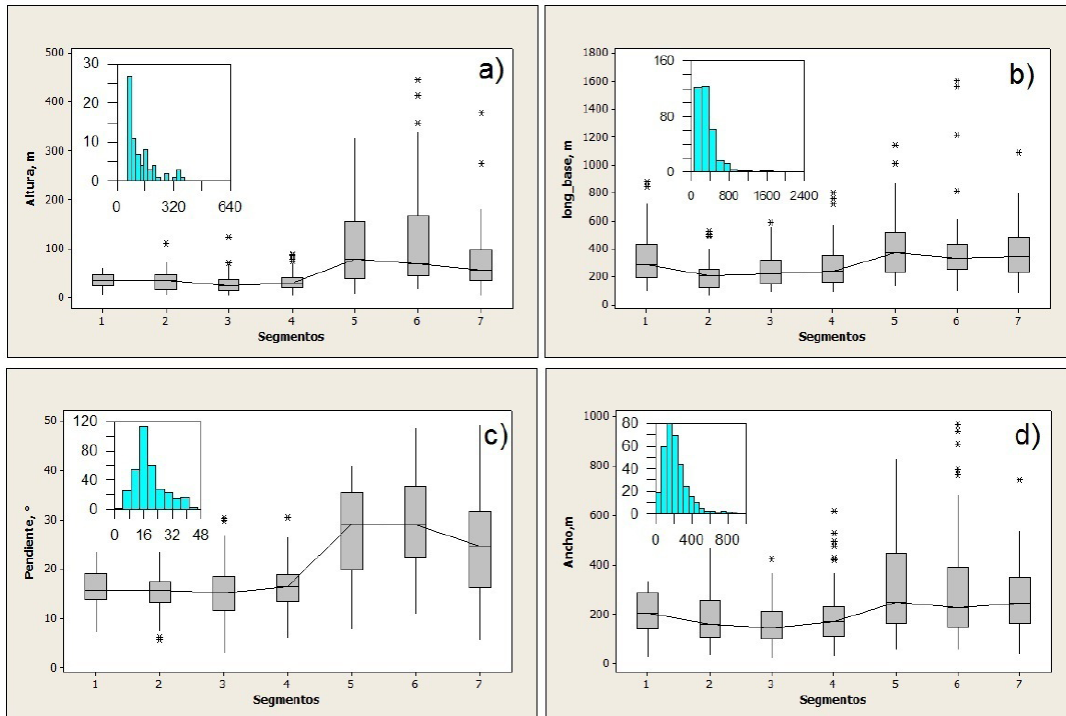 a)
500
400
300
200
100
0
Altura, m
30
20
10
0
0 320 640
1 2 3 4 5 6 7
Segmentos
b)
1800
1600
1400
1200
1000
800
600
400
200
0
long_base, m
160
80
0
0 800 1600 2400
1 2 3 4 5 6 7
Segmentos
c)
50
40
30
20
10
0
Pendiente, °
120
80
40
0
0 16 32 48
1 2 3 4 5 6 7
Segmentos
d)
1000
800
600
400
200
0
Ancho,m
80
60
40
20
0
0 400 800
1 2 3 4 5 6 7
Segmentos